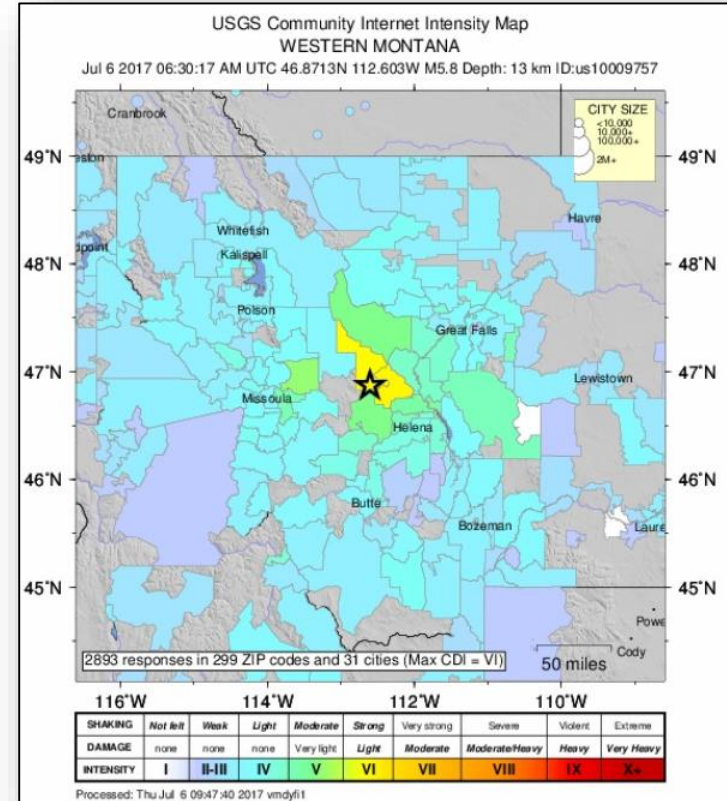 USGS Community Internet Intensity Map
WESTERN MONTANA
Jul 6 2017 06:30:17 AM UTC 46.8713N 112.603W M5.8 Depth: 13 km ID:us10009757
CITY SIZE
<10,000
10,000+
100,000+
2M+
Cranbrook
49°N 49°N
eston
Havre
Whitefish
dpoint
Kalispell
48°N 48°N
Polson
Great Falls
47°N 47°N
Lewistown
Missoula
Helena
46°N 46°N
Butte
Bozeman
Laure
45°N 45°N
Powe
Cody
2893 responses in 299 ZIP codes and 31 cities (Max CDI = VI)
50 miles
116°W 114°W 112°W 110°W
SHAKING Not felt Weak Light Moderate Strong Very strong Severe Violent Extreme
DAMAGE none none none Very light Light Moderate Moderate/Heavy Heavy Very Heavy
INTENSITY I II-III IV V VI VII VIII IX X+
Processed: Thu Jul 6 09:47:40 2017 vmdyfi1